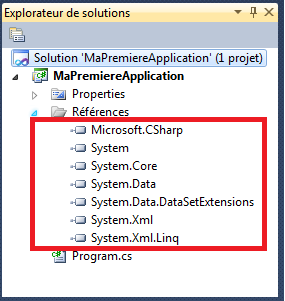 Explorateur de solutions
Solution 'MaPremiereApplication' (1 projet)
MaPremiereApplication
Properties
Références
Microsoft.CSharp
System
System.Core
System.Data
System.Data.DataSetExtensions
System.Xml
System.Xml.Linq
Program.cs